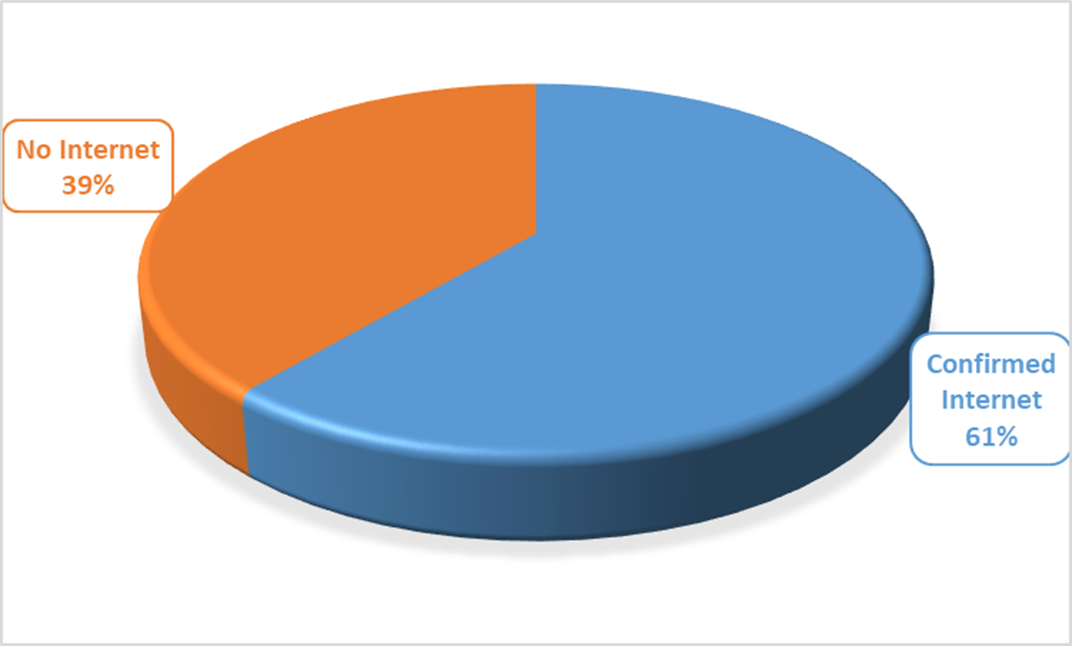 No Internet
39%
Confirmed
Internet
61%